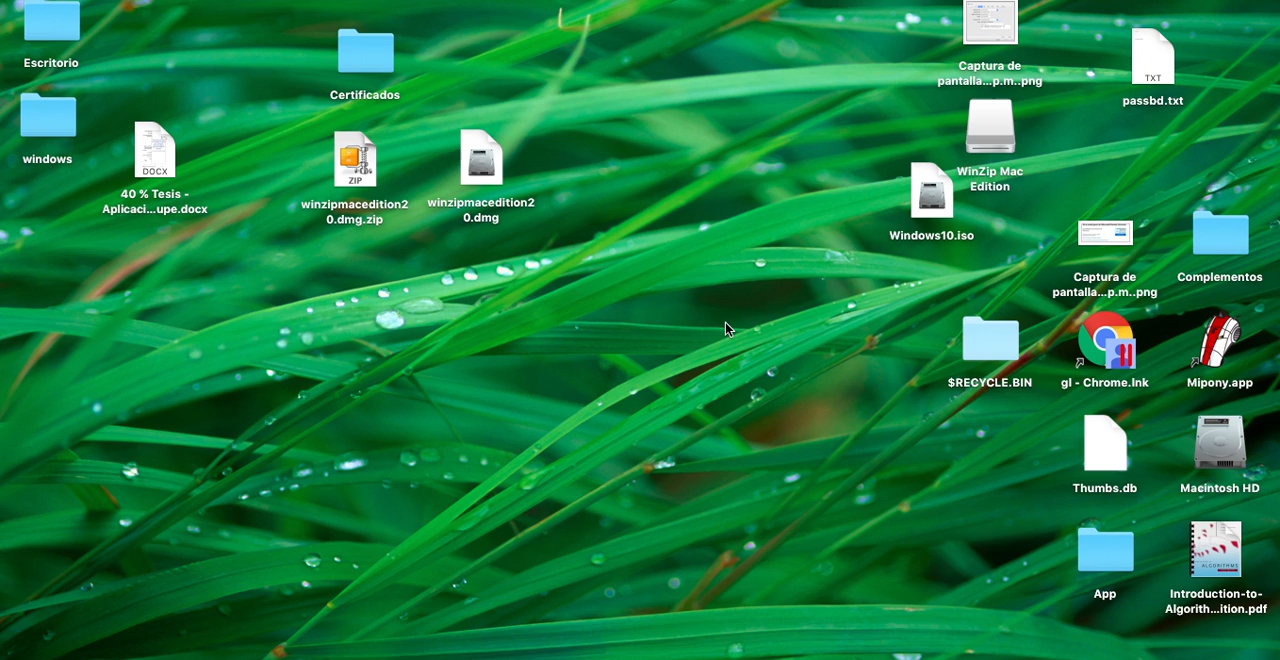 Escritorio
windows
DOCX
40 % Tesis -
Aplicaci...upe.docx
Certificados
ZIP
winzipmacedition2
0.dmg.zip
winzipmacedition2
0.dmg
Captura de
pantalla...p.m..png
TXT
passbd.txt
WinZip Mac
Edition
Windows10.iso
Captura de
pantalla...p.m..png
Complementos
$RECYCLE.BIN
gl - Chrome.lnk
Mipony.app
Thumbs.db
Macintosh HD
App
ALGORITHMS
Introduction-to-
Algorith...ition.pdf